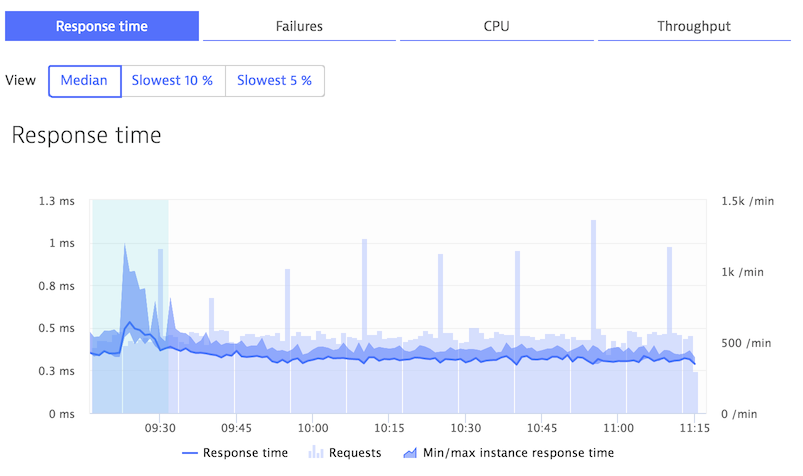 Response time Failures CPU Throughput
View Median Slowest 10 % Slowest 5 %
Response time
1.3 ms 1.5k /min
1 ms
1k /min
0.8 ms
0.5 ms
500 /min
0.3 ms
0 ms 0 /min
09:30 09:45 10:00 10:15 10:30 10:45 11:00 11:15
Response time Requests Min/max instance response time